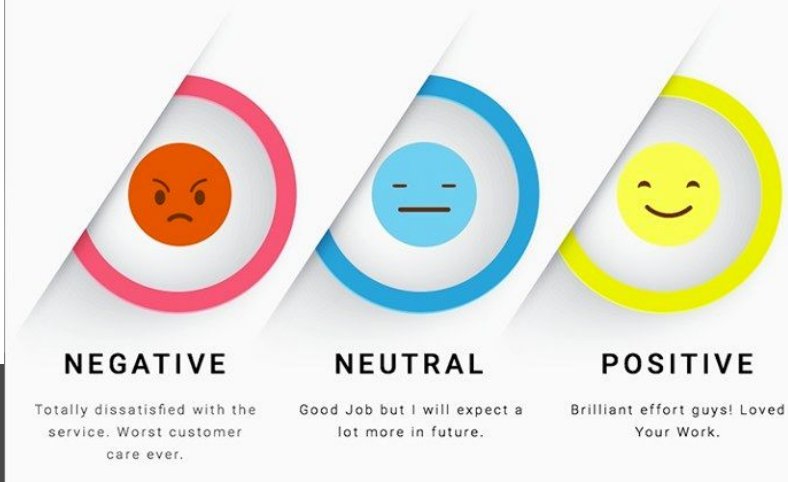 NEGATIVE
Totally dissatisfied with the
service. Worst customer
care ever.
NEUTRAL
Good Job but I will expect a
lot more in future.
POSITIVE
Brilliant effort guys! Loved
Your Work.